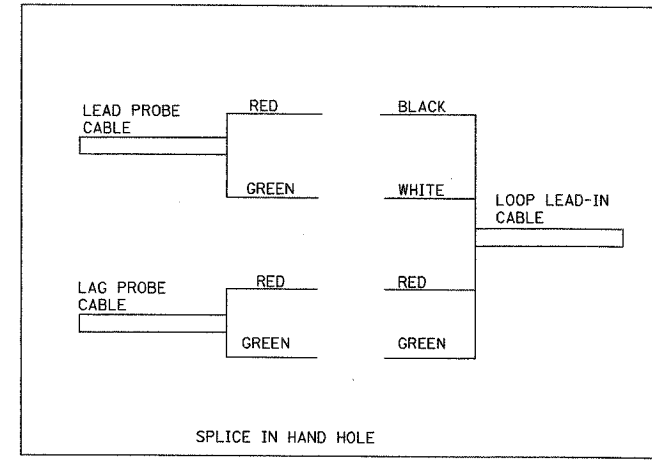 LEAD PROBE
CABLE
RED
BLACK
GREEN
WHITE
LOOP LEAD-IN
CABLE
LAG PROBE
CABLE
RED
RED
GREEN
GREEN
SPLICE IN HAND HOLE